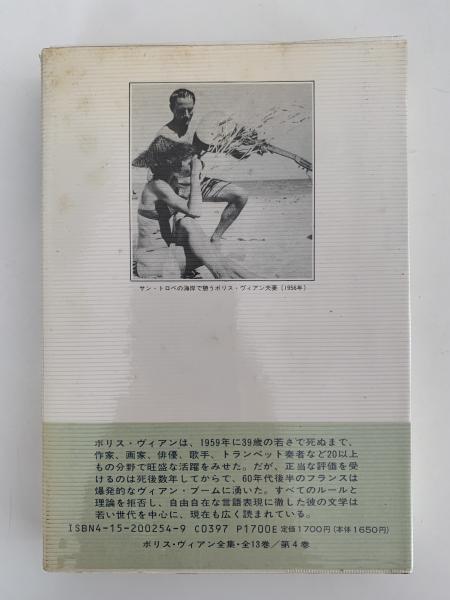 サン・トロペの海岸で憩うボリス・ヴィアン夫妻〔1956年〕
ボリス・ヴィアンは、1959年に39歳の若さで死ぬまで、
作家、画家、俳優、歌手、トランペット奏者など20以上
もの分野で旺盛な活躍をみせた。だが、正当な評価を受
けるのは死後数年してからで、60年代後半のフランスは
爆発的なヴィアン・ブームに湧いた。すべてのルールと
理論を拒否し、自由自在な言語表現に徹した彼の文学は
若い世代を中心に、現在も広く読まれている。
ISBN4-15-200254-9 C0397 P1700E 定価1700円(本体1650円)
ボリス・ヴィアン全集・全13巻／第4巻